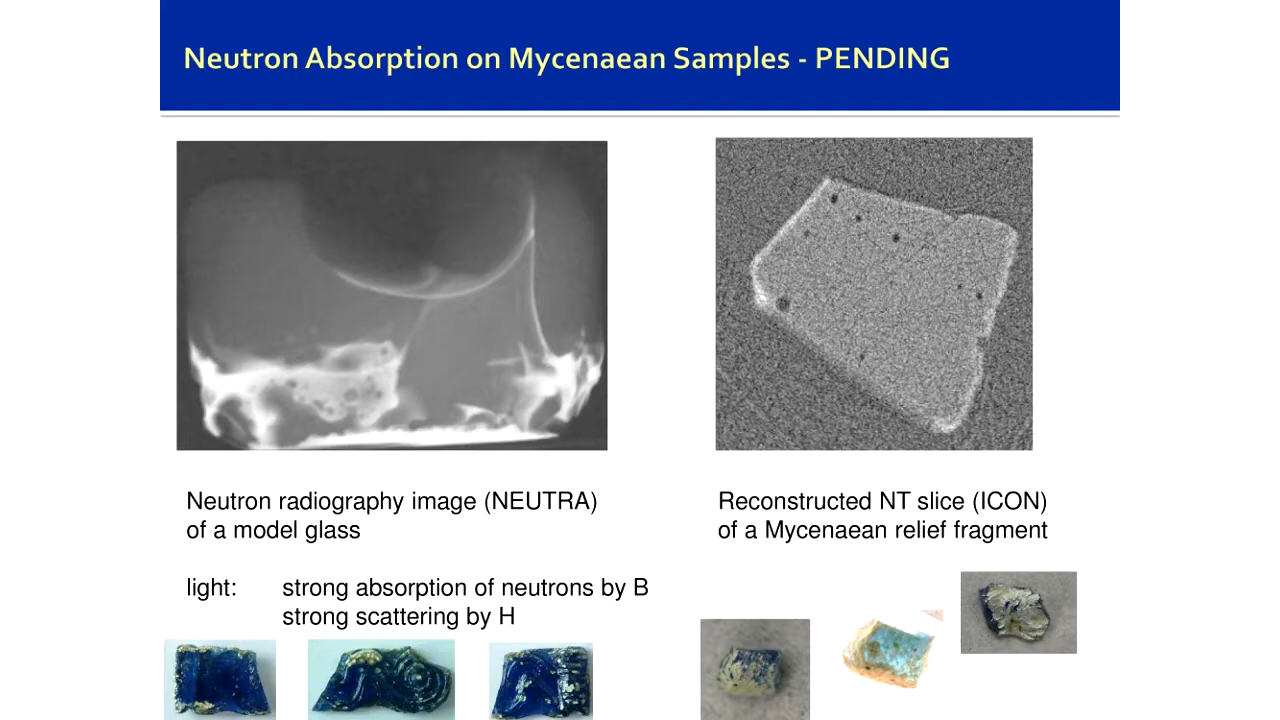 Neutron Absorption on Mycenaean Samples - PENDING
Neutron radiography image (NEUTRA)
of a model glass
light: strong absorption of neutrons by B
strong scattering by H
Reconstructed NT slice (ICON)
of a Mycenaean relief fragment